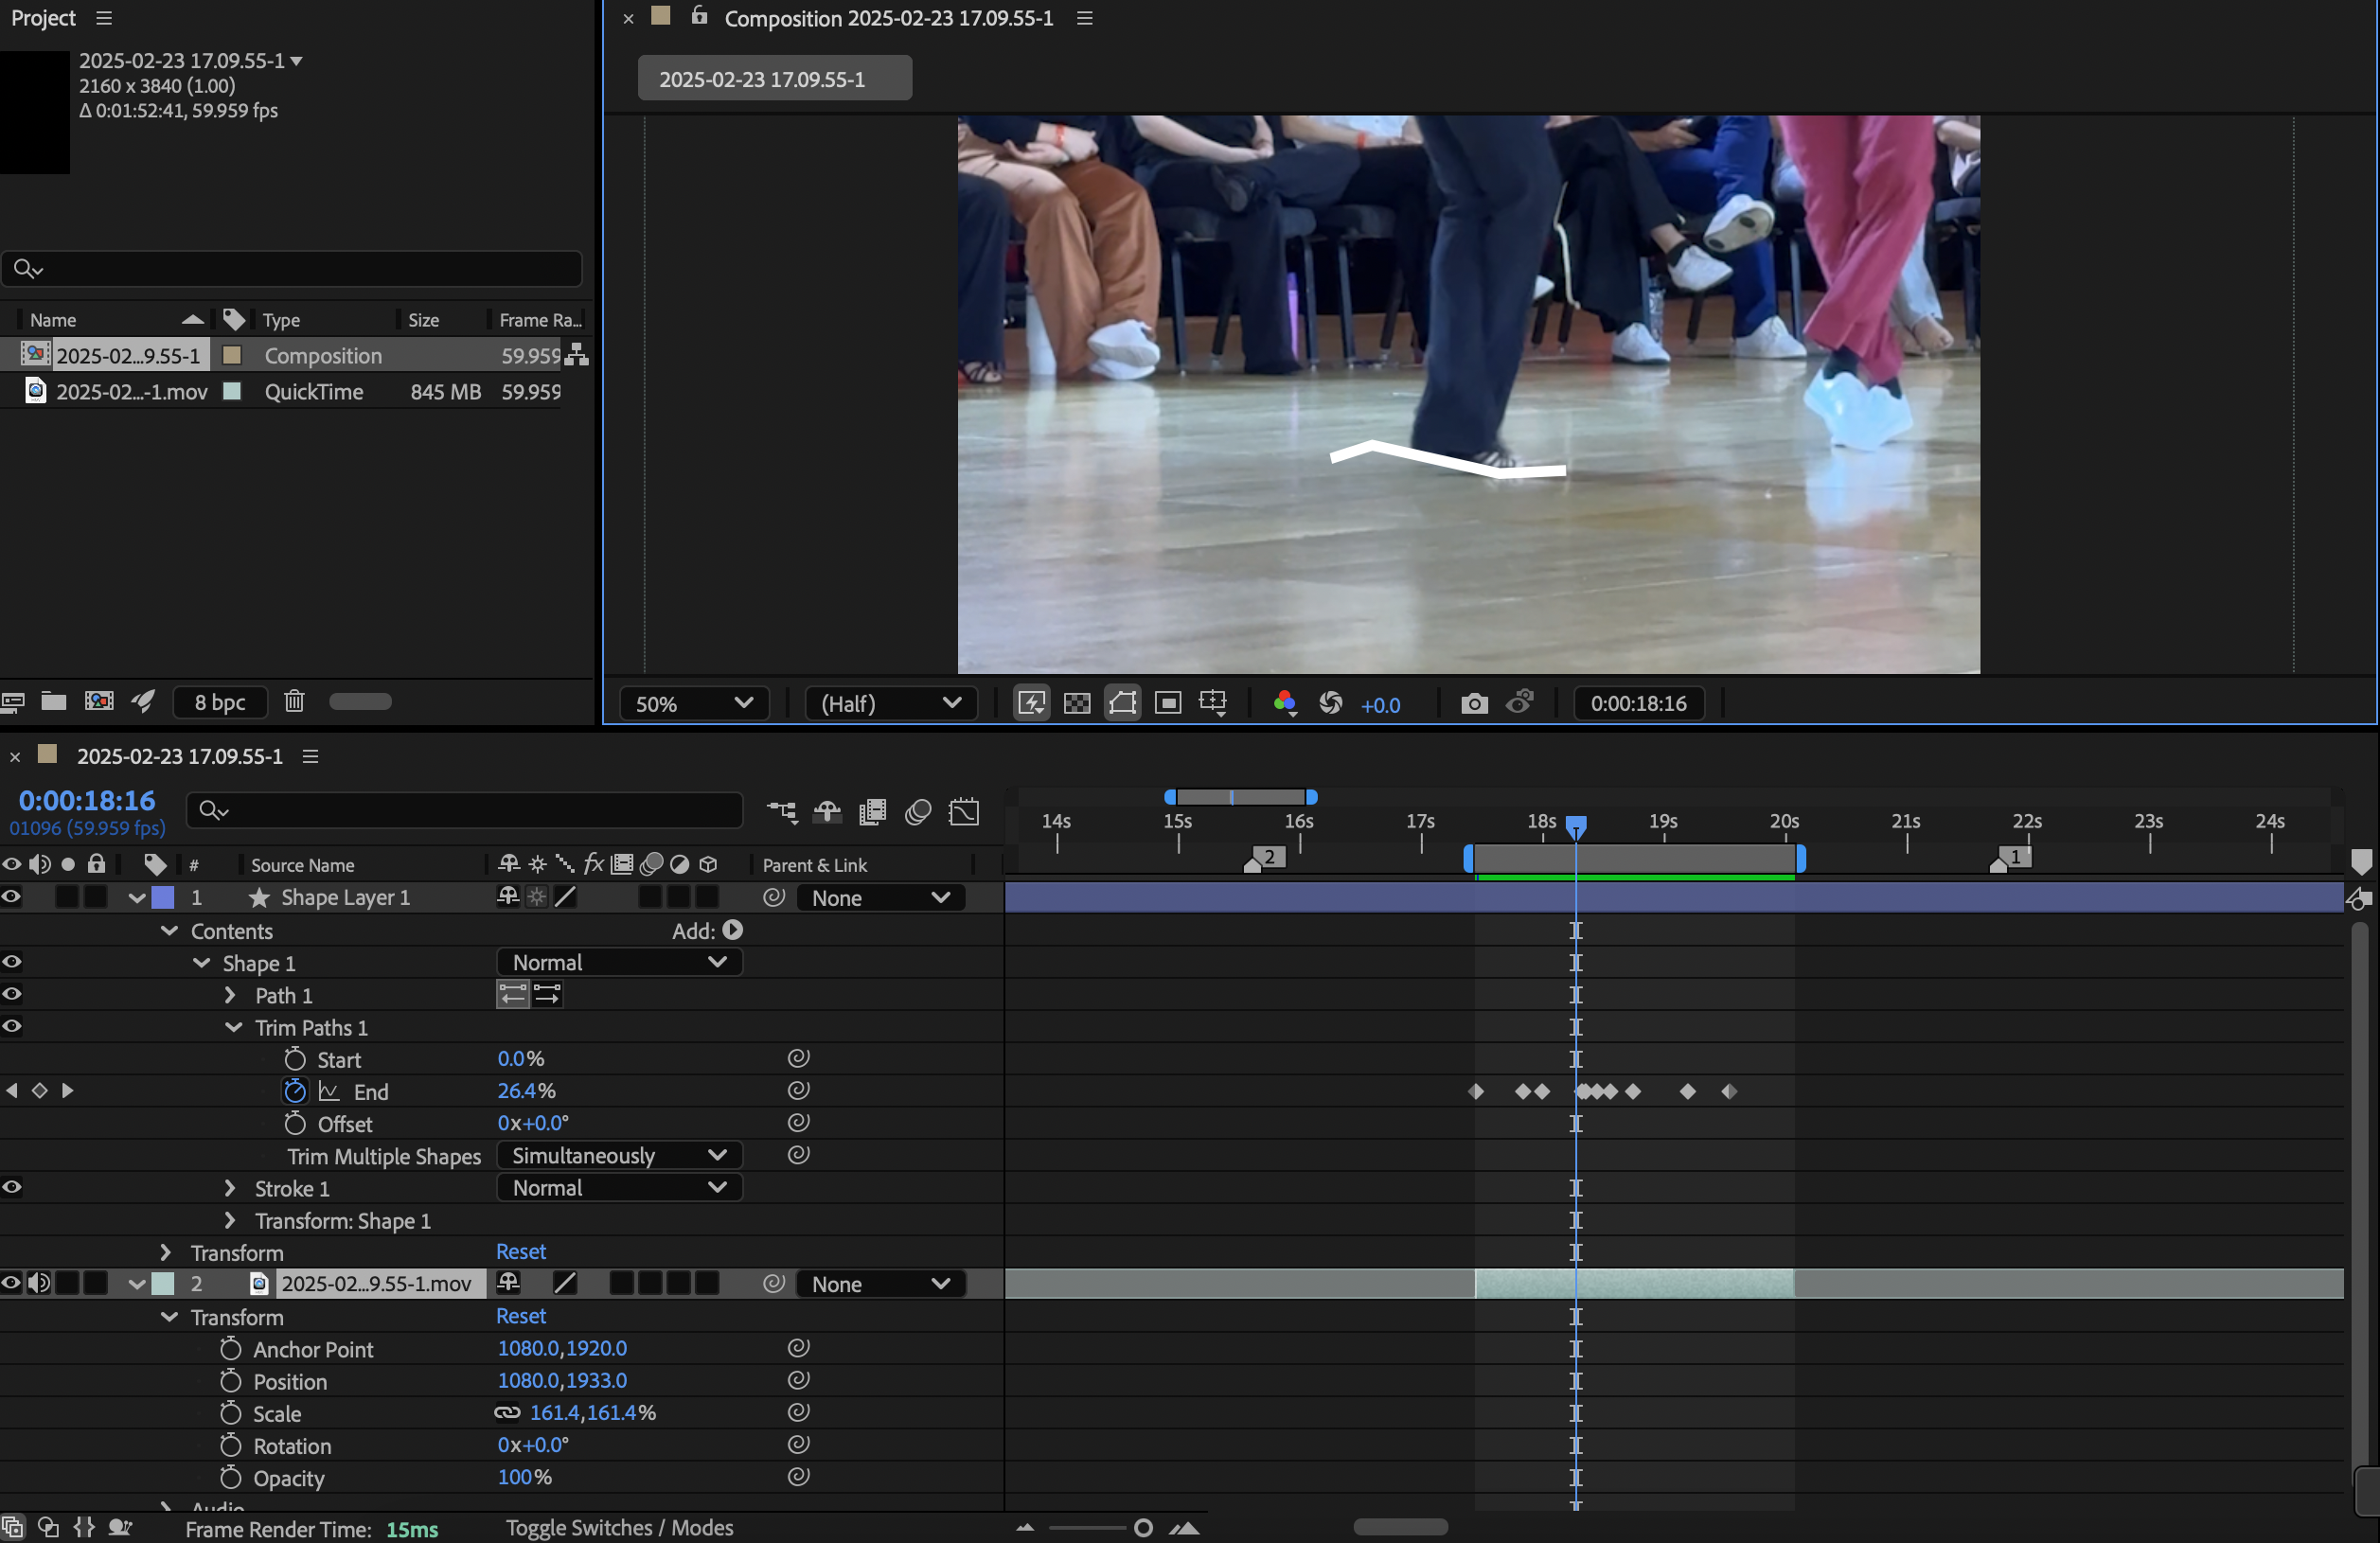 Project
2025-02-23 17.09.55-1
2160 x 3840 (1.00)
Δ 0:01:52:41, 59.959 fps
Name Type Size Frame Ra...
2025-02...9.55-1 Composition 59.959
2025-02...-1.mov QuickTime 845 MB 59.959
8 bpc
Composition 2025-02-23 17.09.55-1
2025-02-23 17.09.55-1
50% (Half) +0.0 0:00:18:16
2025-02-23 17.09.55-1
0:00:18:16
01096 (59.959 fps)
14s 15s 16s 17s 18s 19s 20s 21s 22s 23s 24s
2 1
# Source Name fx Parent & Link
1 Shape Layer 1 None
Contents Add:
Shape 1 Normal
Path 1
Trim Paths 1
Start 0.0%
End 26.4%
Offset 0x+0.0°
Trim Multiple Shapes Simultaneously
Stroke 1 Normal
Transform: Shape 1
Transform Reset
2 2025-02...9.55-1.mov None
Transform Reset
Anchor Point 1080.0,1920.0
Position 1080.0,1933.0
Scale 161.4,161.4%
Rotation 0x+0.0°
Opacity 100%
Audio
Frame Render Time: 15ms Toggle Switches / Modes